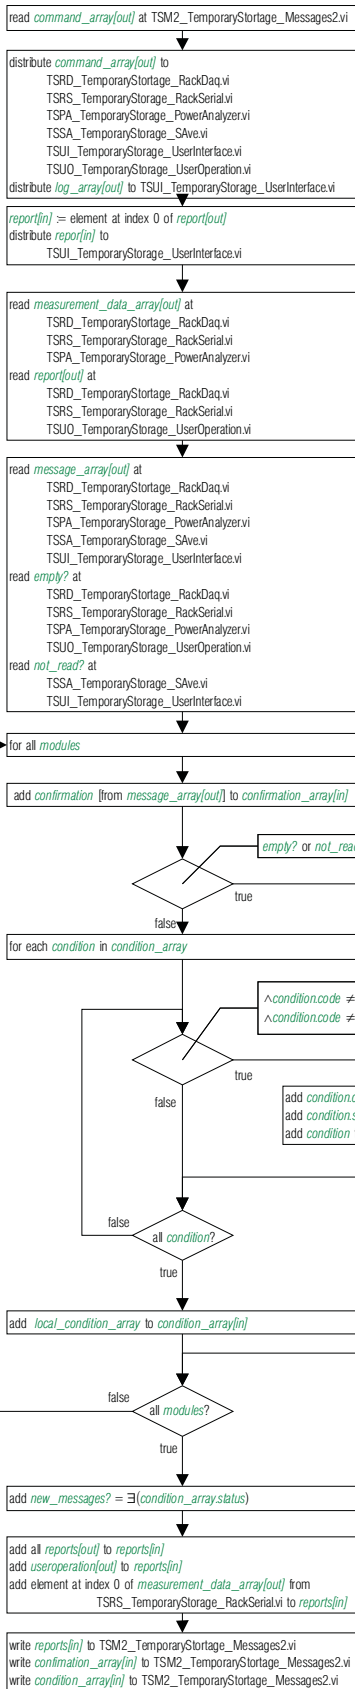 read command_array[out] at TSM2_TemporaryStortage_Messages2.vi
distribute command_array[out] to
TSRD_TemporaryStortage_RackDaq.vi
TSRS_TemporaryStorage_RackSerial.vi
TSPA_TemporaryStorage_PowerAnalyzer.vi
TSSA_TemporaryStorage_SAve.vi
TSUI_TemporaryStorage_UserInterface.vi
TSUO_TemporaryStorage_UserOperation.vi
distribute log_array[out] to TSUI_TemporaryStorage_UserInterface.vi
report[in] := element at index 0 of report[out]
distribute repor[in] to
TSUI_TemporaryStorage_UserInterface.vi
read measurement_data_array[out] at
TSRD_TemporaryStortage_RackDaq.vi
TSRS_TemporaryStorage_RackSerial.vi
TSPA_TemporaryStorage_PowerAnalyzer.vi
read report[out] at
TSRD_TemporaryStortage_RackDaq.vi
TSRS_TemporaryStorage_RackSerial.vi
TSUO_TemporaryStorage_UserOperation.vi
read message_array[out] at
TSRD_TemporaryStortage_RackDaq.vi
TSRS_TemporaryStorage_RackSerial.vi
TSPA_TemporaryStorage_PowerAnalyzer.vi
TSSA_TemporaryStorage_SAve.vi
TSUI_TemporaryStorage_UserInterface.vi
read empty? at
TSRD_TemporaryStortage_RackDaq.vi
TSRS_TemporaryStorage_RackSerial.vi
TSPA_TemporaryStorage_PowerAnalyzer.vi
TSUO_TemporaryStorage_UserOperation.vi
read not_read? at
TSSA_TemporaryStorage_SAve.vi
TSUI_TemporaryStorage_UserInterface.vi
for all modules
add confirmation [from message_array[out]] to confirmation_array[in]
empty? or not_read
true
false
for each condition in condition_array
∧condition.code ≠
∧condition.code ≠
true
false
add condition.c
add condition.s
add condition
false
all condition?
true
add local_condition_array to condition_array[in]
false
all modules?
true
add new_messages? = ∃(condition_array.status)
add all reports[out] to reports[in]
add useroperation[out] to reports[in]
add element at index 0 of measurement_data_array[out] from
TSRS_TemporaryStorage_RackSerial.vi to reports[in]
write reports[in] to TSM2_TemporaryStortage_Messages2.vi
write confimation_array[in] to TSM2_TemporaryStortage_Messages2.vi
write condition_array[in] to TSM2_TemporaryStortage_Messages2.vi